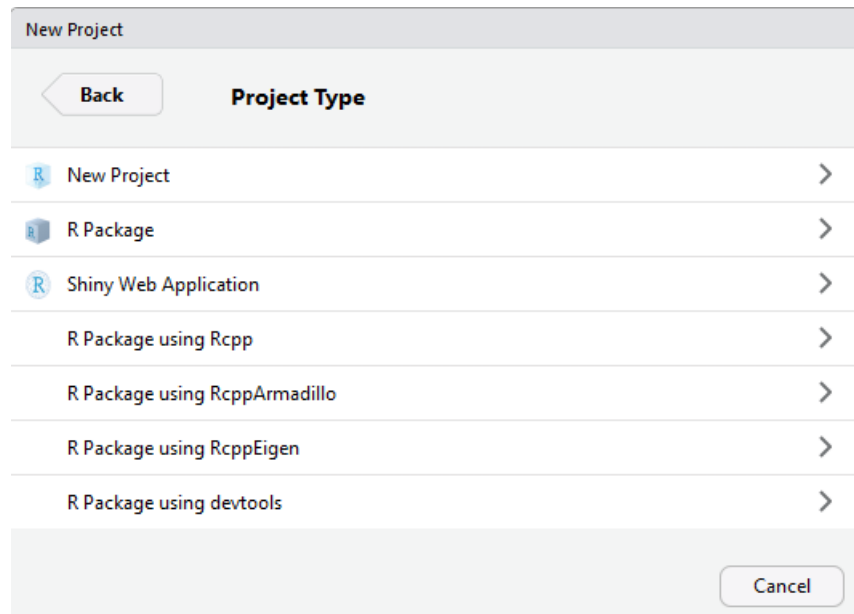 New Project
Back
Project Type
R New Project
R R Package
R Shiny Web Application
R Package using Rcpp
R Package using RcppArmadillo
R Package using RcppEigen
R Package using devtools
Cancel